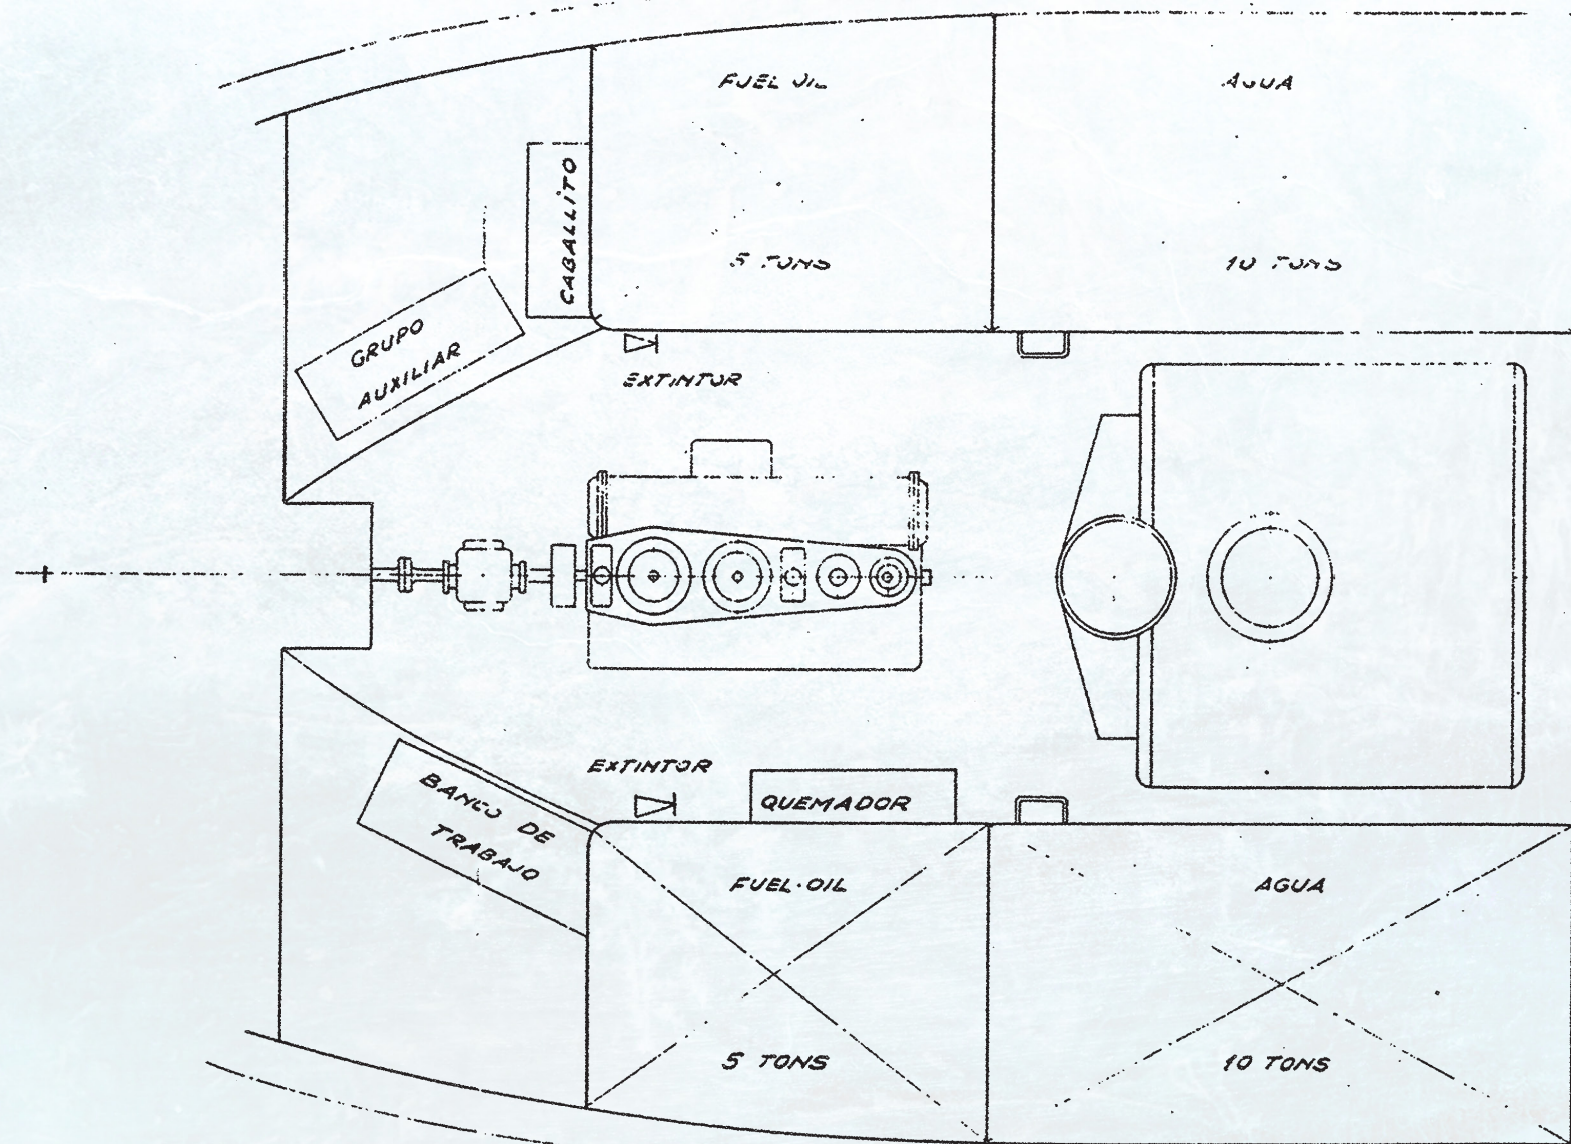 FUEL OIL
AGUA
CABALLITO
5 TONS
10 TONS
GRUPO
AUXILIAR
EXTINTOR
EXTINTOR
QUEMADOR
BANCO DE
TRABAJO
FUEL·OIL
AGUA
5 TONS
10 TONS